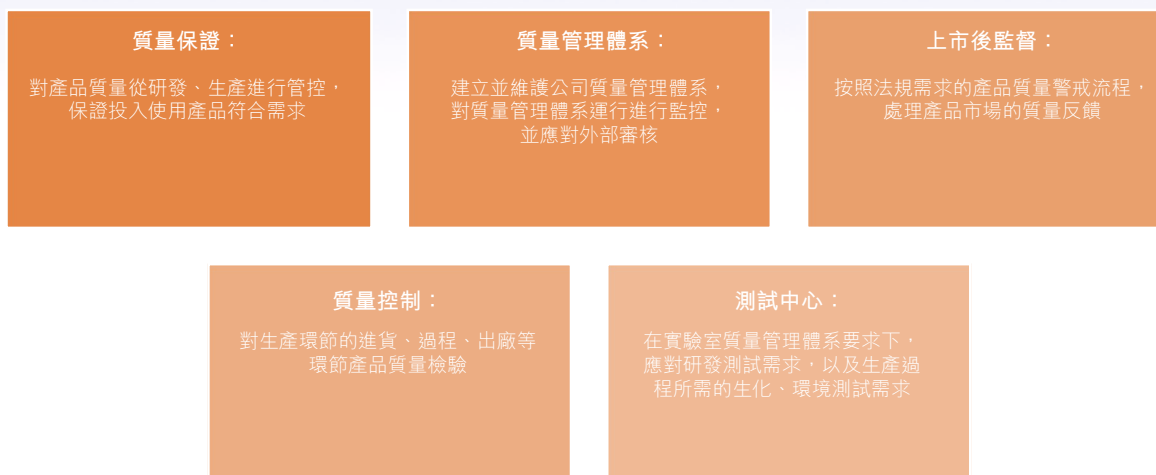 質量保證：
對產品質量從研發、生產進行管控，
保證投入使用產品符合需求
質量管理體系：
建立並維護公司質量管理體系，
對質量管理體系運行進行監控，
並應對外部審核
上市後監督：
按照法規需求的產品質量警戒流程，
處理產品市場的質量反饋
質量控制：
對生產環節的進貨、過程、出廠等
環節產品質量檢驗
測試中心：
在實驗室質量管理體系要求下，
應對研發測試需求，以及生產過
程所需的生化、環境測試需求